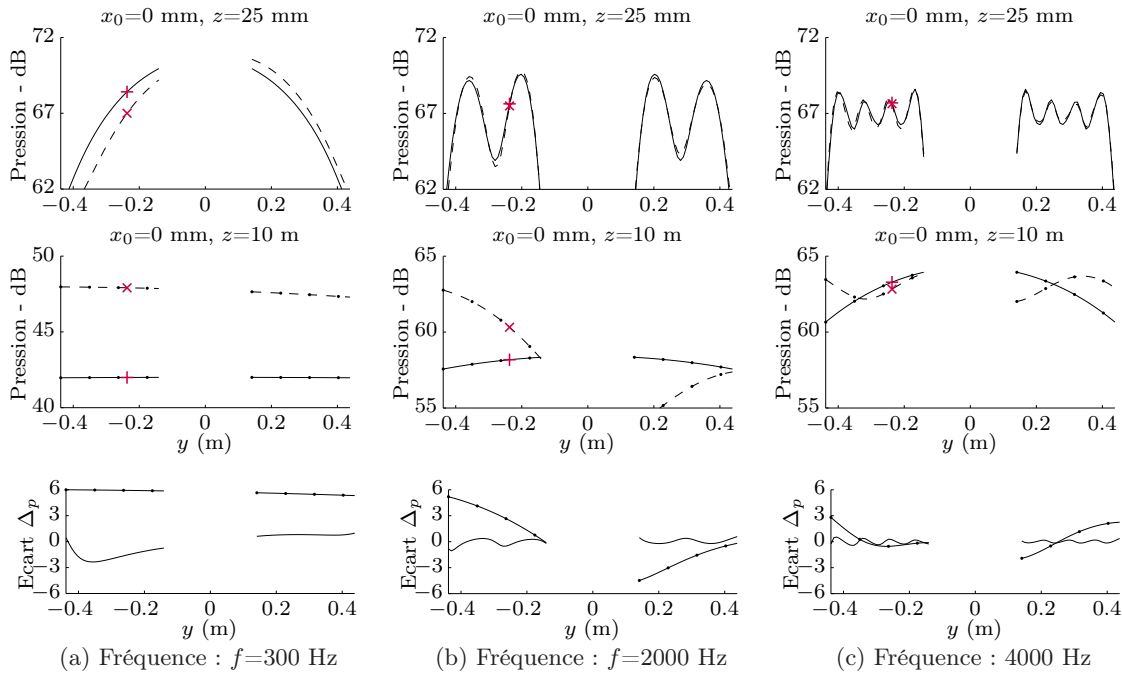 x₀=0 mm, z=25 mm
x₀=0 mm, z=25 mm
x₀=0 mm, z=25 mm
Pression - dB
72
67
62
−0.4 −0.2 0 0.2 0.4
Pression - dB
72
67
62
−0.4 −0.2 0 0.2 0.4
Pression - dB
72
67
62
−0.4 −0.2 0 0.2 0.4
x₀=0 mm, z=10 m
x₀=0 mm, z=10 m
x₀=0 mm, z=10 m
Pression - dB
50
45
40
−0.4 −0.2 0 0.2 0.4
y (m)
Pression - dB
65
60
55
−0.4 −0.2 0 0.2 0.4
y (m)
Pression - dB
65
60
55
−0.4 −0.2 0 0.2 0.4
y (m)
Ecart Δₚ
6
3
0
−3
−6
−0.4 −0.2 0 0.2 0.4
y (m)
Ecart Δₚ
6
3
0
−3
−6
−0.4 −0.2 0 0.2 0.4
y (m)
Ecart Δₚ
6
3
0
−3
−6
−0.4 −0.2 0 0.2 0.4
y (m)
(a) Fréquence : f=300 Hz
(b) Fréquence : f=2000 Hz
(c) Fréquence : 4000 Hz